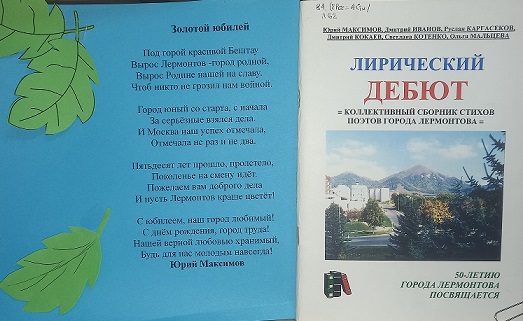 Золотой юбилей
Под горой красивой Бештау
Вырос Лермонтов -город родной,
Вырос Родине нашей на славу.
Чтоб никто не грозил нам войной.
Город юный со старта, с начала
За серьёзные взялся дела.
И Москва наш успех отмечала,
Отмечала не раз и не два.
Пятьдесят лет прошло, пролетело,
Поколенье на смену идёт.
Пожелаем вам доброго дела
И пусть Лермонтов краше цветёт!
С юбилеем, наш город любимый!
С днём рождения, город труда!
Нашей верной любовью хранимый,
Будь для нас молодым навсегда!
Юрий Максимов
84
Л62
Юрий МАКСИМОВ, Дмитрий ИВАНОВ, Руслан КАРГАСЕКОВ,
Дмитрий КОКАЕВ, Светлана КОТЕНКО, Ольга МАЛЬЦЕВА
ЛИРИЧЕСКИЙ
ДЕБЮТ
= КОЛЛЕКТИВНЫЙ СБОРНИК СТИХОВ
ПОЭТОВ ГОРОДА ЛЕРМОНТОВА =
50-ЛЕТИЮ
ГОРОДА ЛЕРМОНТОВА
ПОСВЯЩАЕТСЯ